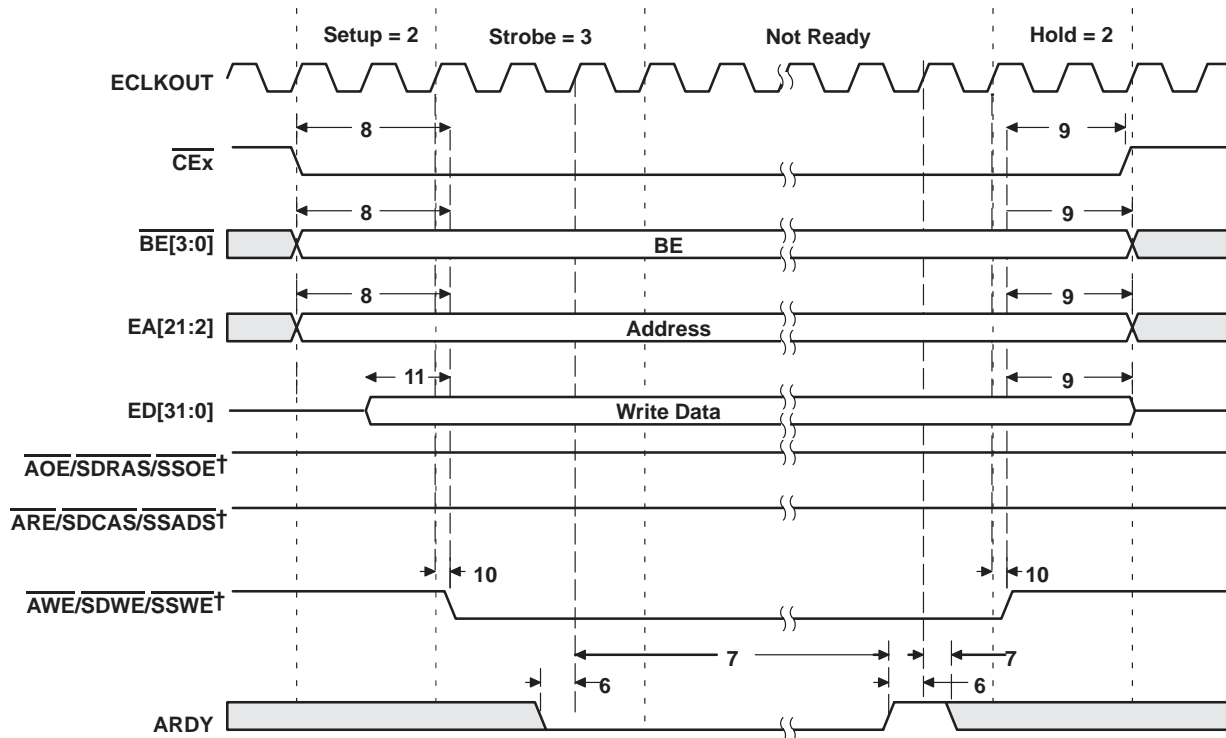 Setup = 2 Strobe = 3 Not Ready Hold = 2
ECLKOUT
8 9
CEx
8 9
BE[3:0] BE
8 9
EA[21:2] Address
11 9
ED[31:0] Write Data
AOE/SDRAS/SSOE†
ARE/SDCAS/SSADS†
10 10
AWE/SDWE/SSWE†
7 7
6 6
ARDY